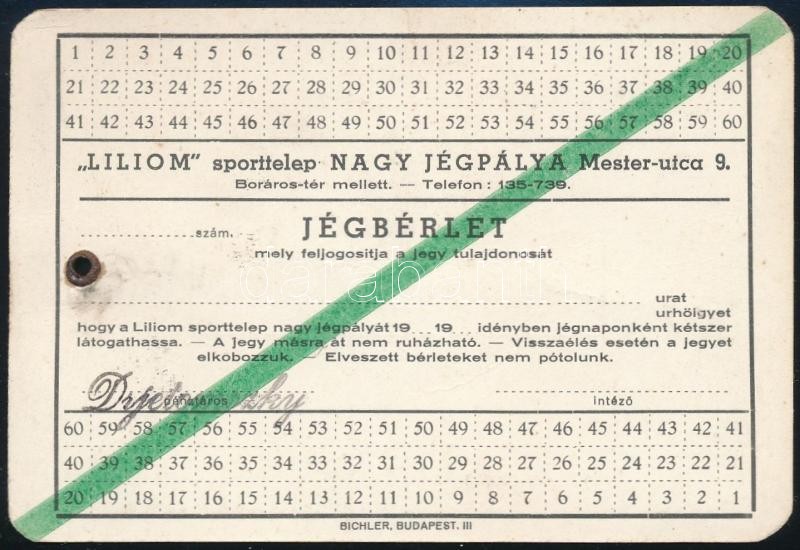 1 2 3 4 5 6 7 8 9 10 11 12 13 14 15 16 17 18 19 20
21 22 23 24 25 26 27 28 29 30 31 32 33 34 35 36 37 38 39 40
41 42 43 44 45 46 47 48 49 50 51 52 53 54 55 56 57 58 59 60
„LILIOM” sporttelep NAGY JÉGPÁLYA Mester-utca 9.
Boráros-tér mellett. — Telefon: 135-739.
szám. JÉGBÉRLET
mely feljogosítja a jegy tulajdonosát
darabanth
urat
urhölgyet
hogy a Liliom sporttelep nagy jégpályát 19... 19... idényben jégnaponként kétszer
látogathassa. — A jegy másra át nem ruházható. — Visszaélés esetén a jegyet
elkobozzuk. — Elveszett bérleteket nem pótolunk.
pénztáros intéző
60 59 58 57 56 55 54 53 52 51 50 49 48 47 46 45 44 43 42 41
40 39 38 37 36 35 34 33 32 31 30 29 28 27 26 25 24 23 22 21
20 19 18 17 16 15 14 13 12 11 10 9 8 7 6 5 4 3 2 1
BICHLER, BUDAPEST. III